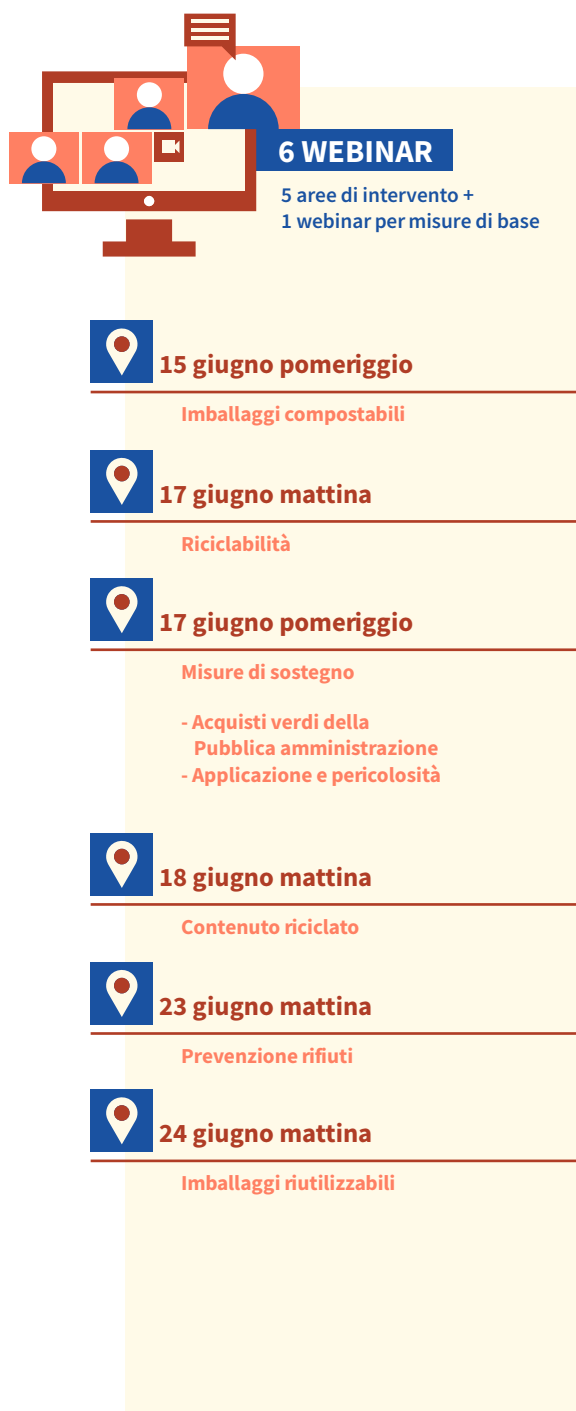 6 WEBINAR
5 aree di intervento +
1 webinar per misure di base
15 giugno pomeriggio
Imballaggi compostabili
17 giugno mattina
Riciclabilità
17 giugno pomeriggio
Misure di sostegno
- Acquisti verdi della
Pubblica amministrazione
- Applicazione e pericolosità
18 giugno mattina
Contenuto riciclato
23 giugno mattina
Prevenzione rifiuti
24 giugno mattina
Imballaggi riutilizzabili